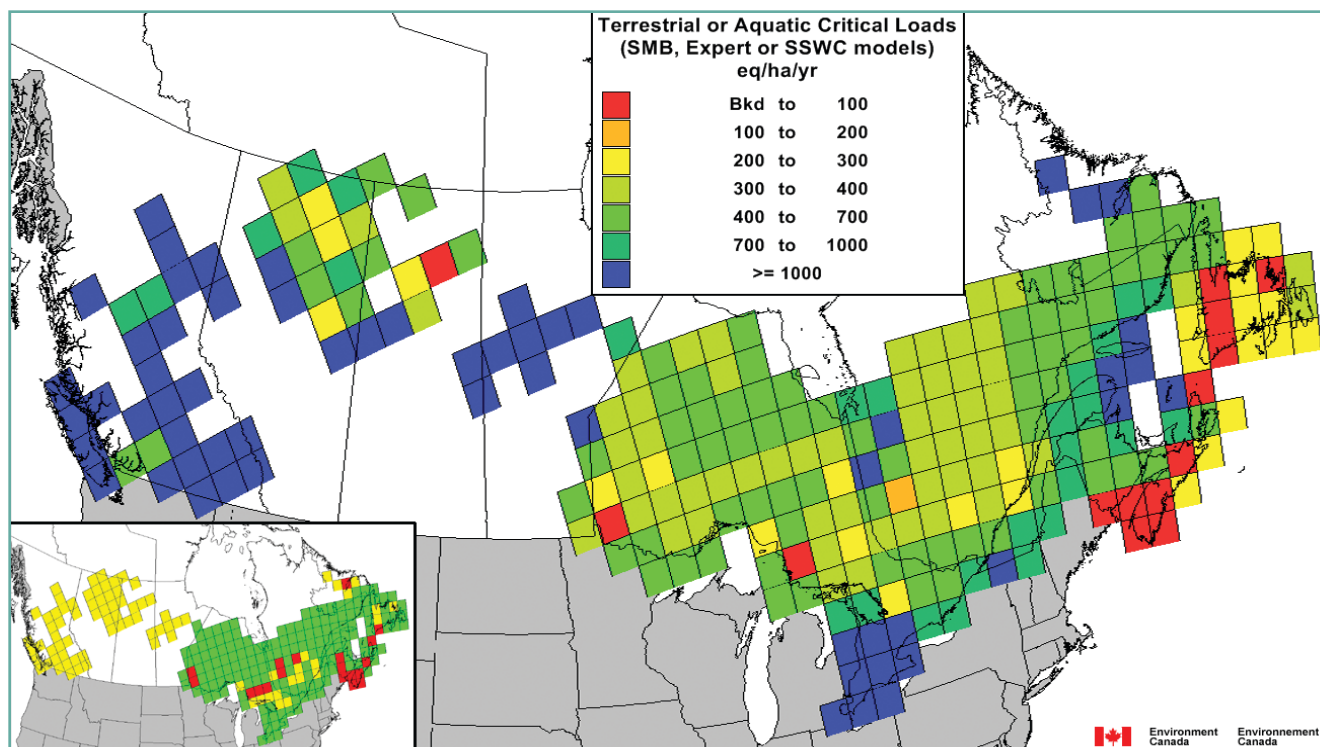 Terrestrial or Aquatic Critical Loads
(SMB, Expert or SSWC models)
eq/ha/yr
Bkd to 100
100 to 200
200 to 300
300 to 400
400 to 700
700 to 1000
>= 1000
Environment Environnement
Canada Canada